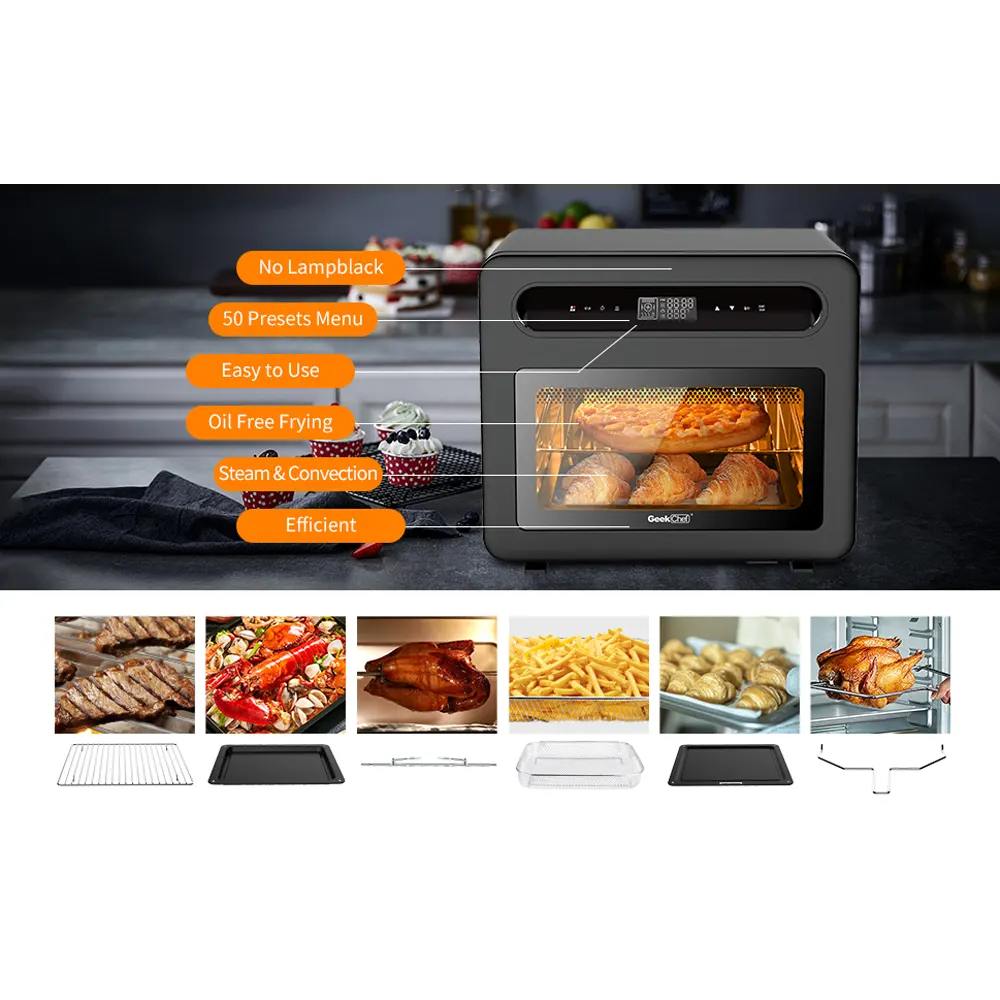 No Lampblack
50 Presets Menu
Easy to Use
Oil Free Frying
Steam & Convection
Efficient
GeekChef